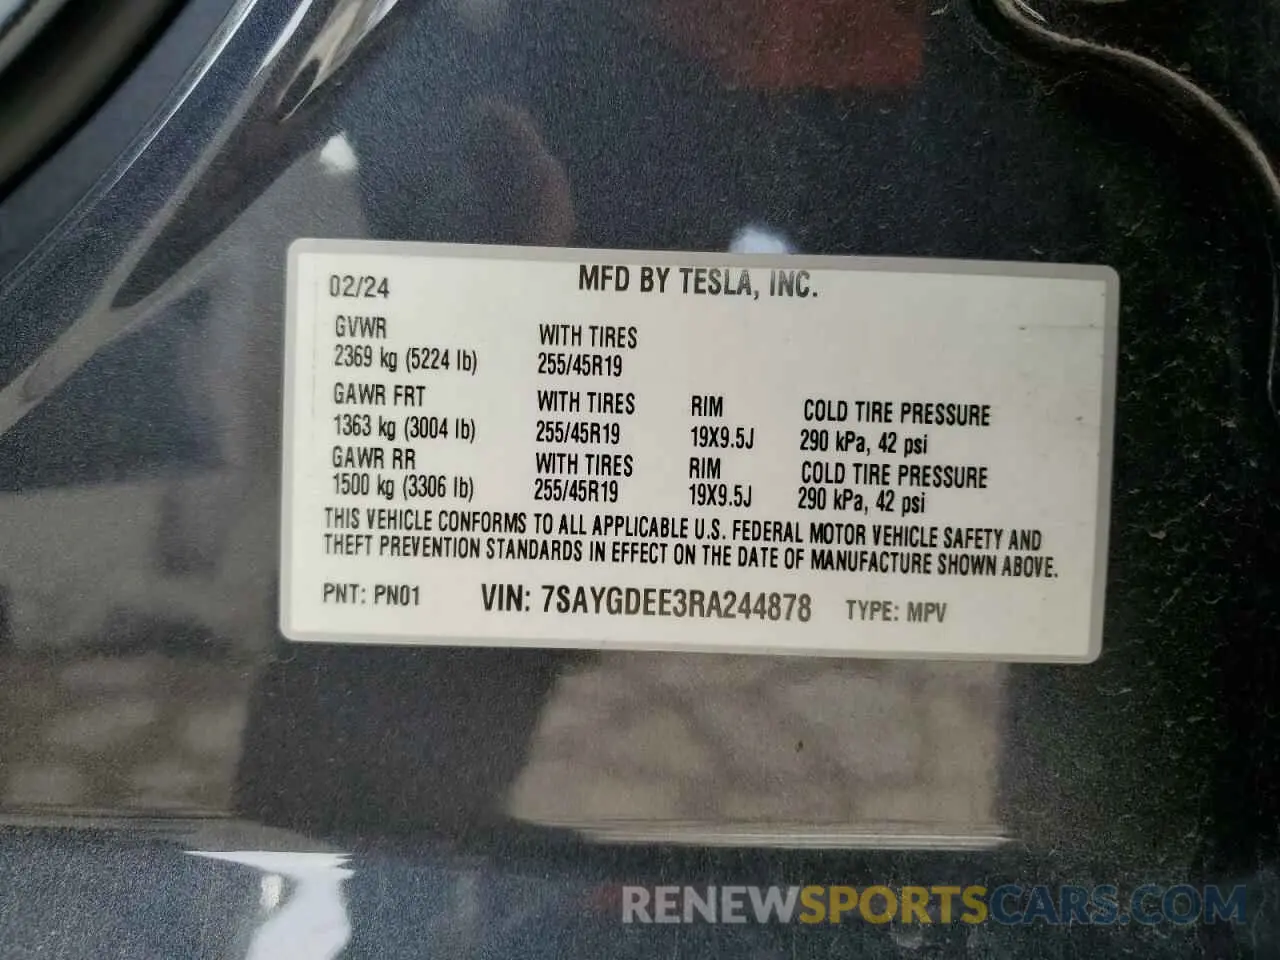 02/24 MFD BY TESLA, INC.
GVWR WITH TIRES
2369 kg (5224 lb) 255/45R19
GAWR FRT WITH TIRES RIM COLD TIRE PRESSURE
1363 kg (3004 lb) 255/45R19 19X9.5J 290 kPa, 42 psi
GAWR RR WITH TIRES RIM COLD TIRE PRESSURE
1500 kg (3306 lb) 255/45R19 19X9.5J 290 kPa, 42 psi
THIS VEHICLE CONFORMS TO ALL APPLICABLE U.S. FEDERAL MOTOR VEHICLE SAFETY AND
THEFT PREVENTION STANDARDS IN EFFECT ON THE DATE OF MANUFACTURE SHOWN ABOVE.
PNT: PN01 VIN: 7SAYGDEE3RA244878 TYPE: MPV
RENEWSPORTSCARS.COM